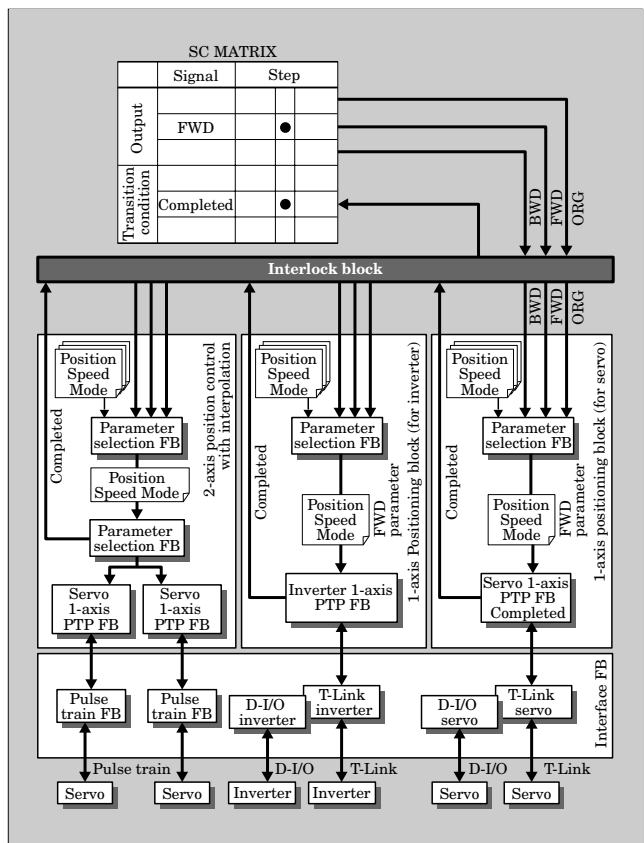 SC MATRIX
Signal
Step
Output
FWD
Transition
condition
Completed
BWD
FWD
ORG
Interlock block
BWD
FWD
ORG
Position
Speed
Mode
Completed
Parameter
selection FB
Position
Speed Mode
Parameter
selection FB
Servo
1-axis
PTP FB
Servo
1-axis
PTP FB
2-axis position control
with interpolation
Position
Speed
Mode
Completed
Parameter
selection FB
Position
Speed
Mode
FWD
parameter
Inverter 1-axis
PTP FB
1-axis Positioning block (for inverter)
Position
Speed
Mode
Completed
Parameter
selection FB
Position
Speed
Mode
FWD
parameter
Servo 1-axis
PTP FB
Completed
1-axis positioning block (for servo)
Pulse
train FB
Pulse
train FB
D-I/O
inverter
T-Link
inverter
D-I/O
servo
T-Link
servo
Interface FB
Pulse train
D-I/O
T-Link
D-I/O
T-Link
Servo
Servo
Inverter
Inverter
Servo
Servo